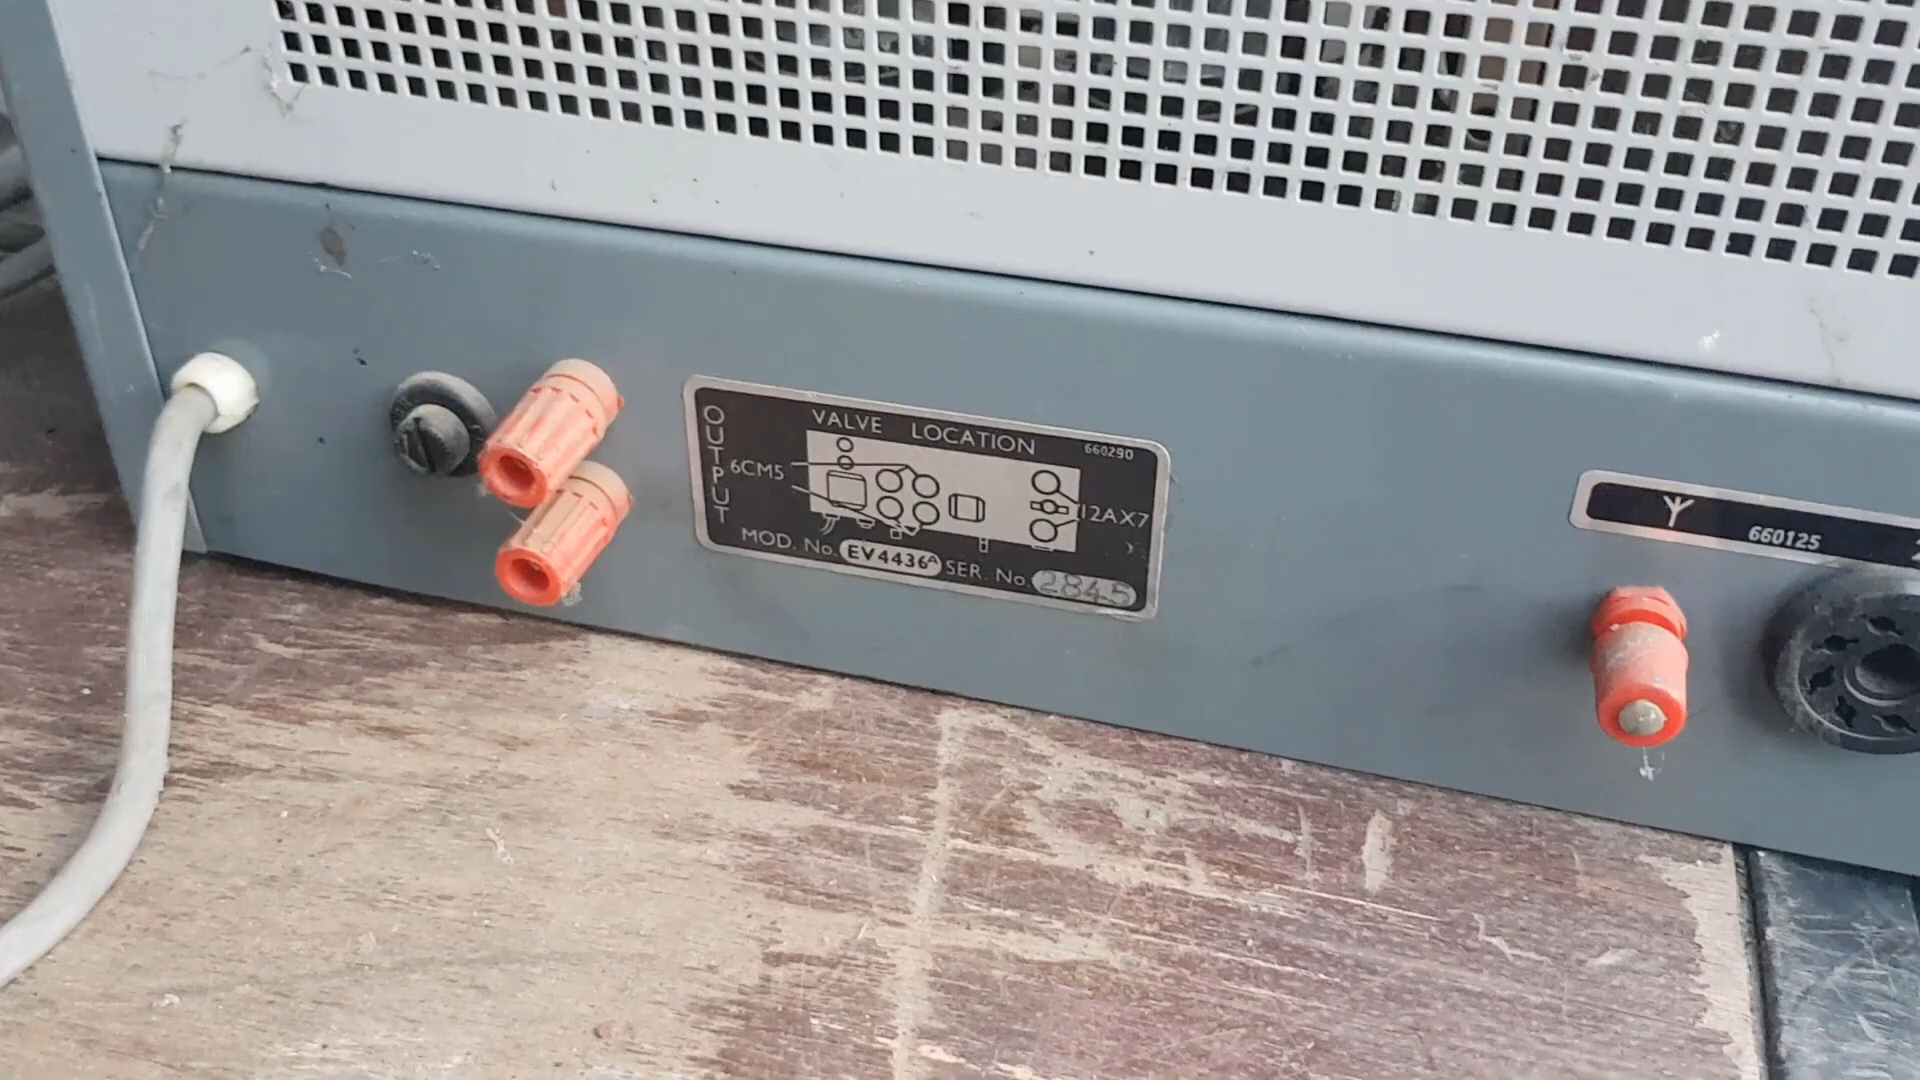 OUTPUT
VALVE LOCATION 660290
6CM5
12AX7
MOD. No. EV4436A SER. No. 2845
660125